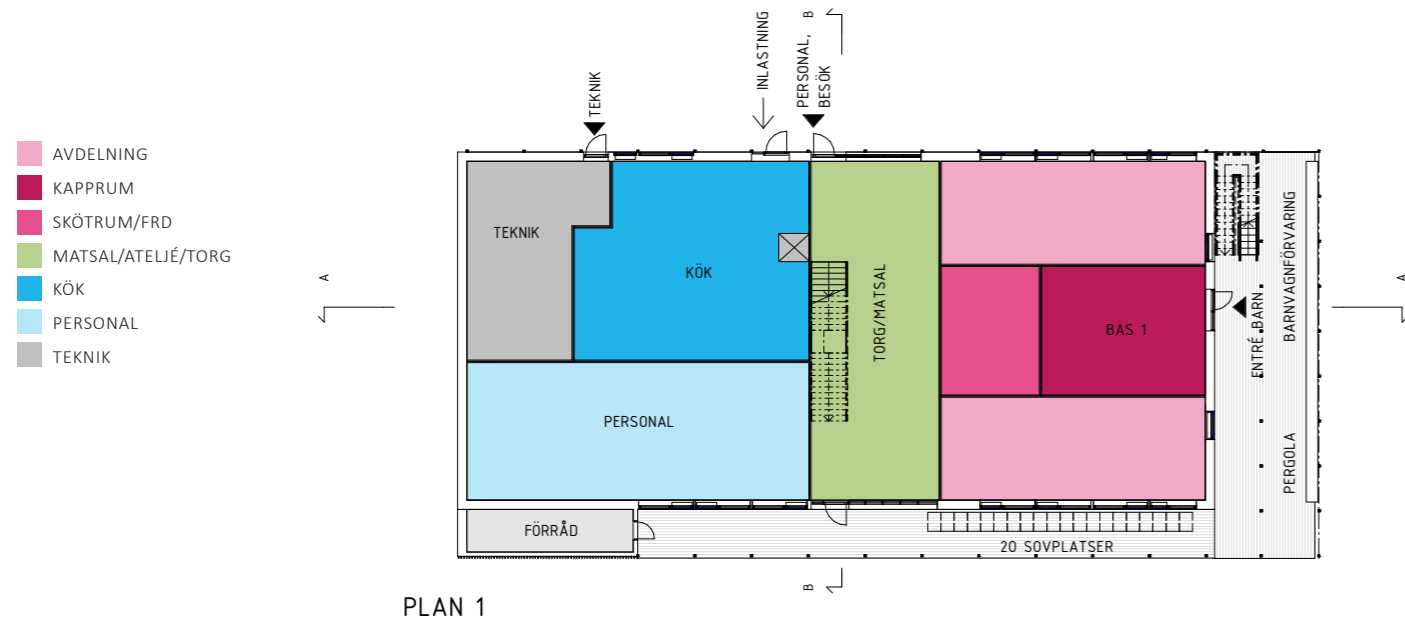 AVDELNING
KAPPRUM
SKÖTRUM/FRD
MATSAL/ATELJÉ/TORG
KÖK
PERSONAL
TEKNIK
TEKNIK
INLASTNING
PERSONAL,
BESÖK
B
A
A
TEKNIK
KÖK
TORG/MATSAL
BAS 1
ENTRÉ BARN
BARNVAGNFÖRVARING
PERGOLA
PERSONAL
FÖRRÅD
20 SOVPLATSER
B
PLAN 1